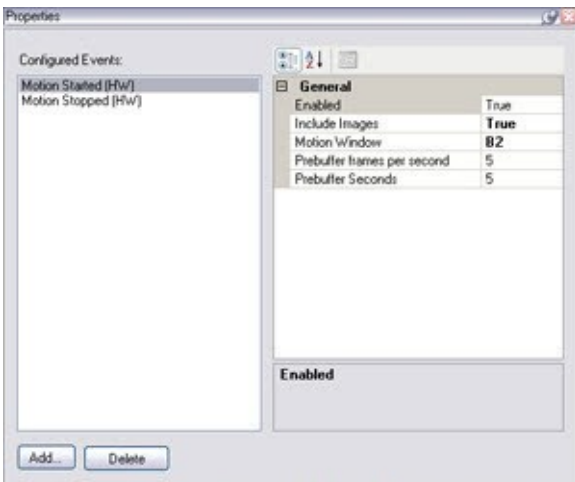 Properties
Configured Events:
Motion Started (HW)
Motion Stopped (HW)
General
Enabled True
Include Images True
Motion Window B2
Prebuffer frames per second 5
Prebuffer Seconds 5
Enabled
Add... Delete